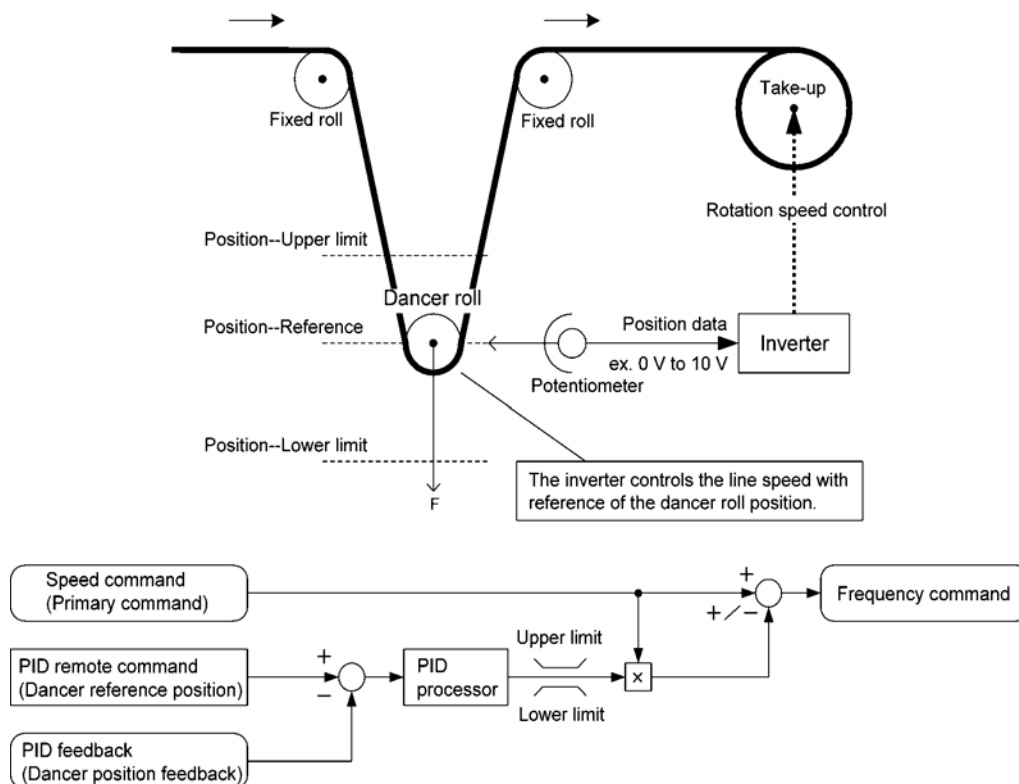 Fixed roll
Fixed roll
Take-up
Rotation speed control
Position--Upper limit
Dancer roll
Position--Reference
Position data
Inverter
ex. 0 V to 10 V
Potentiometer
Position--Lower limit
The inverter controls the line speed with
reference of the dancer roll position.
F
Speed command
(Primary command)
+
+/−
Frequency command
PID remote command
(Dancer reference position)
+
−
PID
processor
Upper limit
Lower limit
×
PID feedback
(Dancer position feedback)